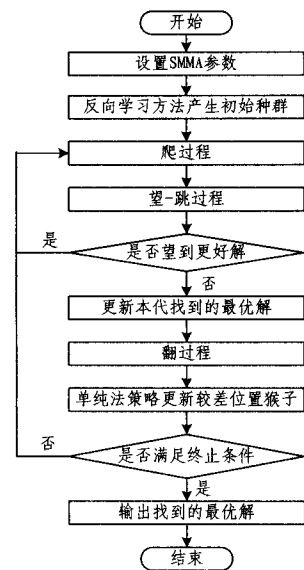 开始
设置SMMA参数
反向学习方法产生初始种群
爬过程
望-跳过程
是
是否望到更好解
否
更新本代找到的最优解
翻过程
单纯法策略更新较差位置猴子
否
是否满足终止条件
是
输出找到的最优解
结束